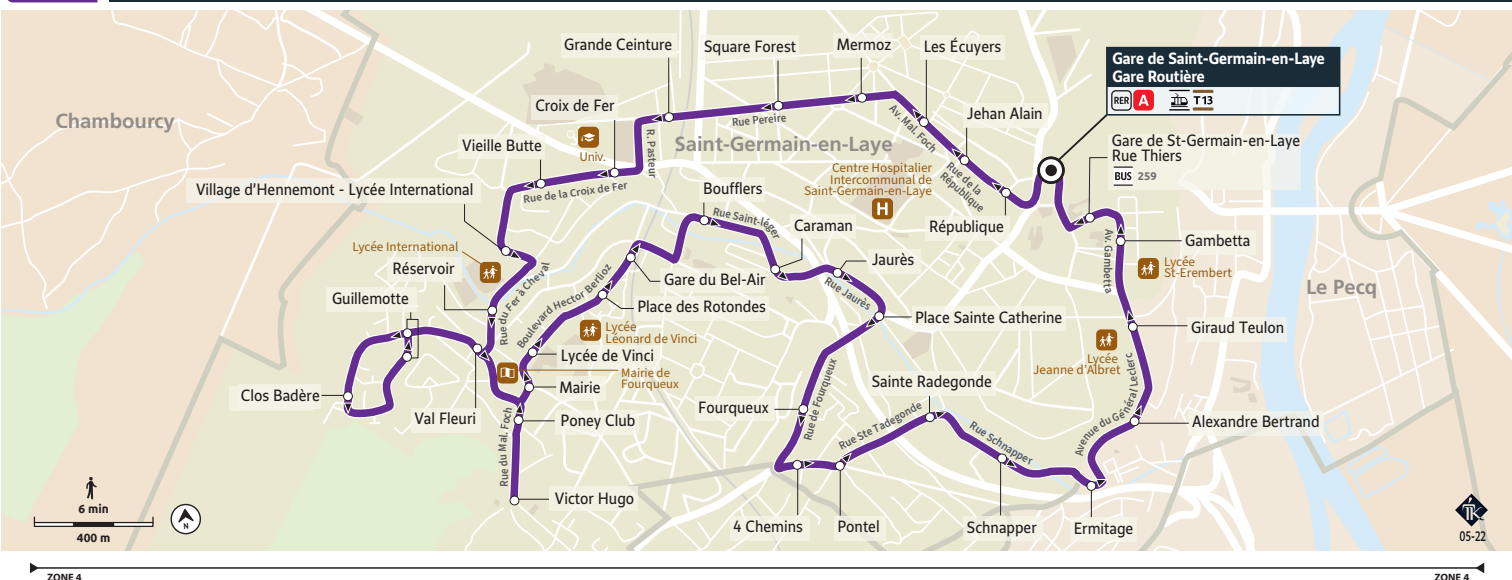 Grande Ceinture
Square Forest
Mermoz
Les Écuyers
Gare de Saint-Germain-en-Laye
Gare Routière
RER A T13
Croix de Fer
Rue Pereire
Av. Mal. Foch
Jehan Alain
Chambourcy
R. Pasteur
Saint-Germain-en-Laye
Gare de St-Germain-en-Laye
Rue Thiers
BUS 259
Vieille Butte
Univ.
Centre Hospitalier
Intercommunal de
Saint-Germain-en-Laye
H
Rue de la
République
Village d'Hennemont - Lycée International
Rue de la Croix de Fer
Boufflers
Rue Saint-léger
République
Caraman
Av. Gambetta
Gambetta
Lycée International
Réservoir
Rue du Fer à Cheval
Gare du Bel-Air
Jaurès
Rue Jaurès
Lycée
St-Erembert
Le Pecq
Guillemotte
Boulevard Hector Berlioz
Place des Rotondes
Place Sainte Catherine
Giraud Teulon
Lycée
Léonard de Vinci
Lycée de Vinci
Lycée
Jeanne d'Albret
Mairie de
Fourqueux
Mairie
Sainte Radegonde
Clos Badère
Val Fleuri
Rue du Mal. Foch
Poney Club
Fourqueux
Rue de Fourqueux
Rue Ste Tadegonde
Rue Schnapper
Avenue du Général Leclerc
Alexandre Bertrand
Victor Hugo
4 Chemins
Pontel
Schnapper
Ermitage
6 min
400 m
N
05-22
ZONE 4
ZONE 4